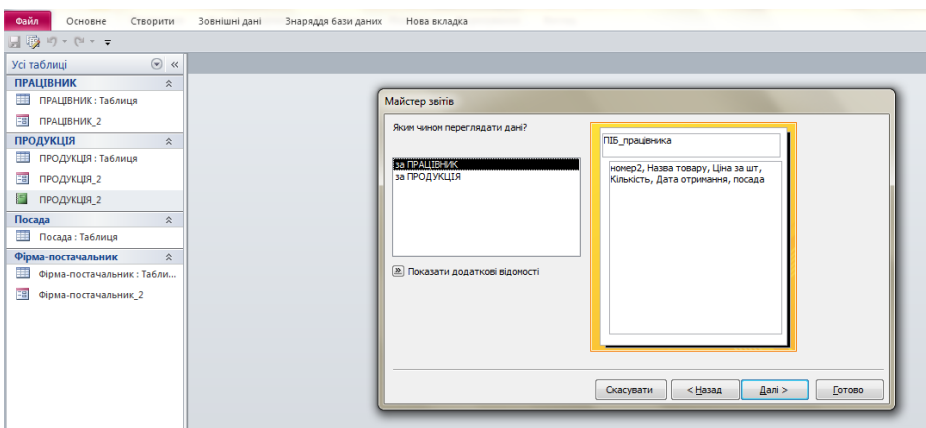 Файл Основне Створити Зовнішні дані Знаряддя бази даних Нова вкладка
Усі таблиці
ПРАЦІВНИК
ПРАЦІВНИК : Таблиця
ПРАЦІВНИК_2
ПРОДУКЦІЯ
ПРОДУКЦІЯ : Таблиця
ПРОДУКЦІЯ_2
ПРОДУКЦІЯ_2
Посада
Посада : Таблиця
Фірма-постачальник
Фірма-постачальник : Табли...
Фірма-постачальник_2
Майстер звітів
Яким чином переглядати дані?
за ПРАЦІВНИК
за ПРОДУКЦІЯ
Показати додаткові відомості
ПІБ_працівника
номер2, Назва товару, Ціна за шт,
Кількість, Дата отримання, посада
Скасувати < Назад Далі > Готово